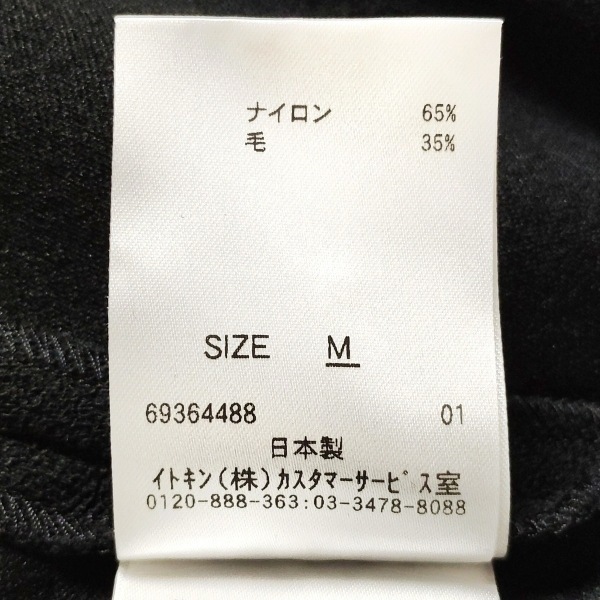 ナイロン 65%
毛 35%
SIZE M
69364488 01
日本製
イトキン(株)ｶスタマーサーﾋﾞス室
0120-888-363:03-3478-8088